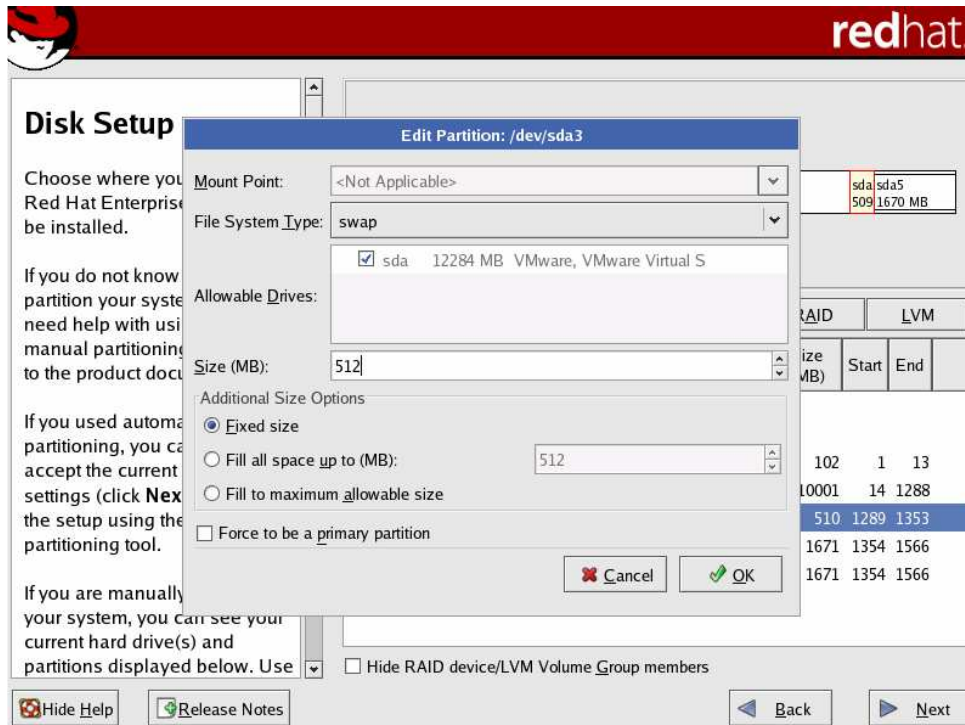 redhat.
Disk Setup
Choose where you
Red Hat Enterprise
be installed.
If you do not know
partition your syste
need help with usi
manual partitioning
to the product docu
If you used automa
partitioning, you ca
accept the current
settings (click Nex
the setup using the
partitioning tool.
If you are manually
your system, you can see your
current hard drive(s) and
partitions displayed below. Use
Edit Partition: /dev/sda3
Mount Point:
<Not Applicable>
File System Type:
swap
Allowable Drives:
sda 12284 MB VMware, VMware Virtual S
Size (MB):
512
Additional Size Options
Fixed size
Fill all space up to (MB):
512
Fill to maximum allowable size
Force to be a primary partition
Cancel
OK
sda sda5
509 1670 MB
RAID
LVM
ize
MB)
Start
End
102 1 13
10001 14 1288
510 1289 1353
1671 1354 1566
1671 1354 1566
Hide RAID device/LVM Volume Group members
Hide Help
Release Notes
Back
Next